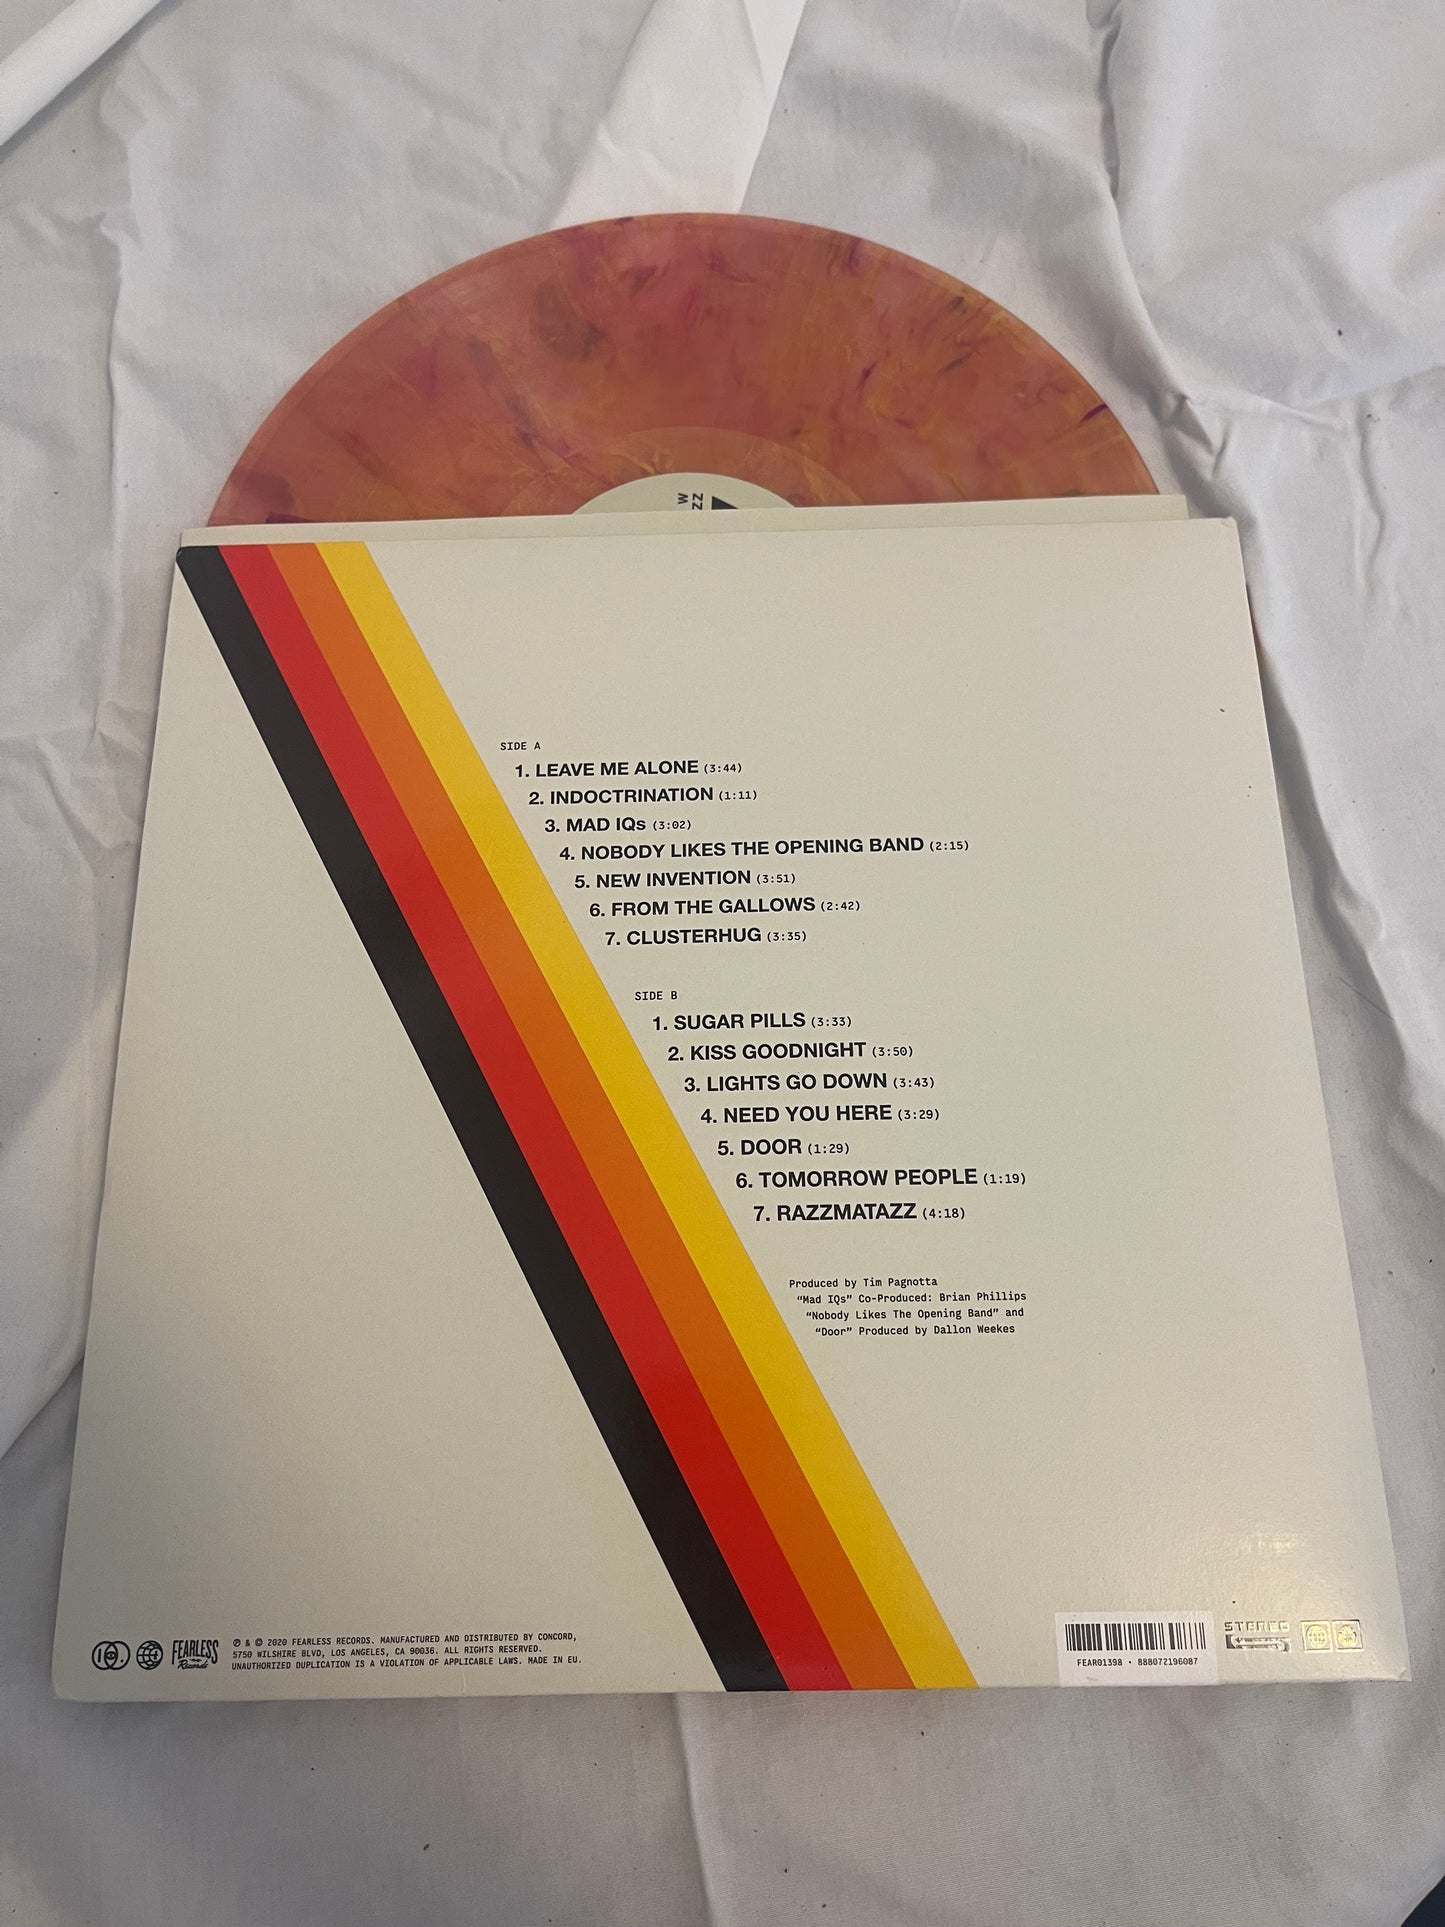 W
ZZ
SIDE A
1. LEAVE ME ALONE (3:44)
2. INDOCTRINATION (1:11)
3. MAD IQs (3:02)
4. NOBODY LIKES THE OPENING BAND (2:15)
5. NEW INVENTION (3:51)
6. FROM THE GALLOWS (2:42)
7. CLUSTERHUG (3:35)
SIDE B
1. SUGAR PILLS (3:33)
2. KISS GOODNIGHT (3:50)
3. LIGHTS GO DOWN (3:43)
4. NEED YOU HERE (3:29)
5. DOOR (1:29)
6. TOMORROW PEOPLE (1:19)
7. RAZZMATAZZ (4:18)
Produced by Tim Pagnotta
“Mad IQs” Co-Produced: Brian Phillips
“Nobody Likes The Opening Band” and
“Door” Produced by Dallon Weekes
FEARLESS
Records
℗ & © 2020 FEARLESS RECORDS. MANUFACTURED AND DISTRIBUTED BY CONCORD,
5750 WILSHIRE BLVD, LOS ANGELES, CA 90036. ALL RIGHTS RESERVED.
UNAUTHORIZED DUPLICATION IS A VIOLATION OF APPLICABLE LAWS. MADE IN EU.
FEAR01398 • 888072196087
STEREO